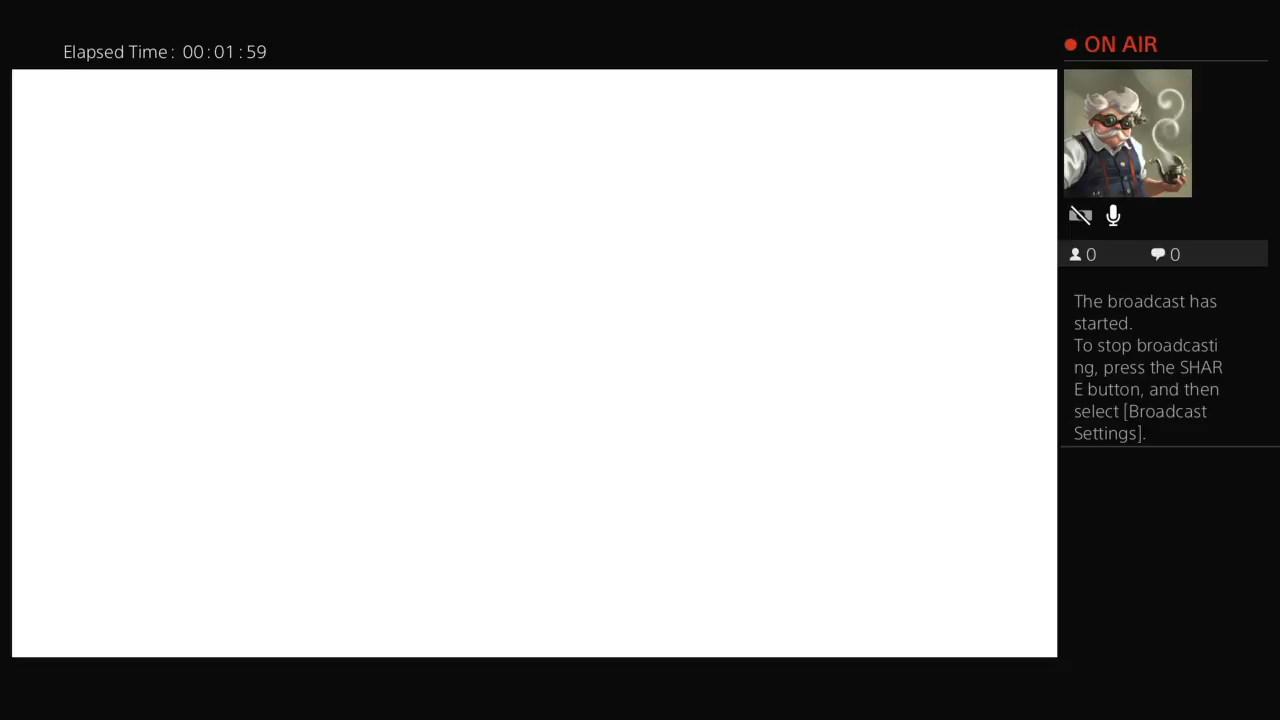 Elapsed Time: 00:01:59
ON AIR
0 0
The broadcast has
started.
To stop broadcasti
ng, press the SHAR
E button, and then
select [Broadcast
Settings].